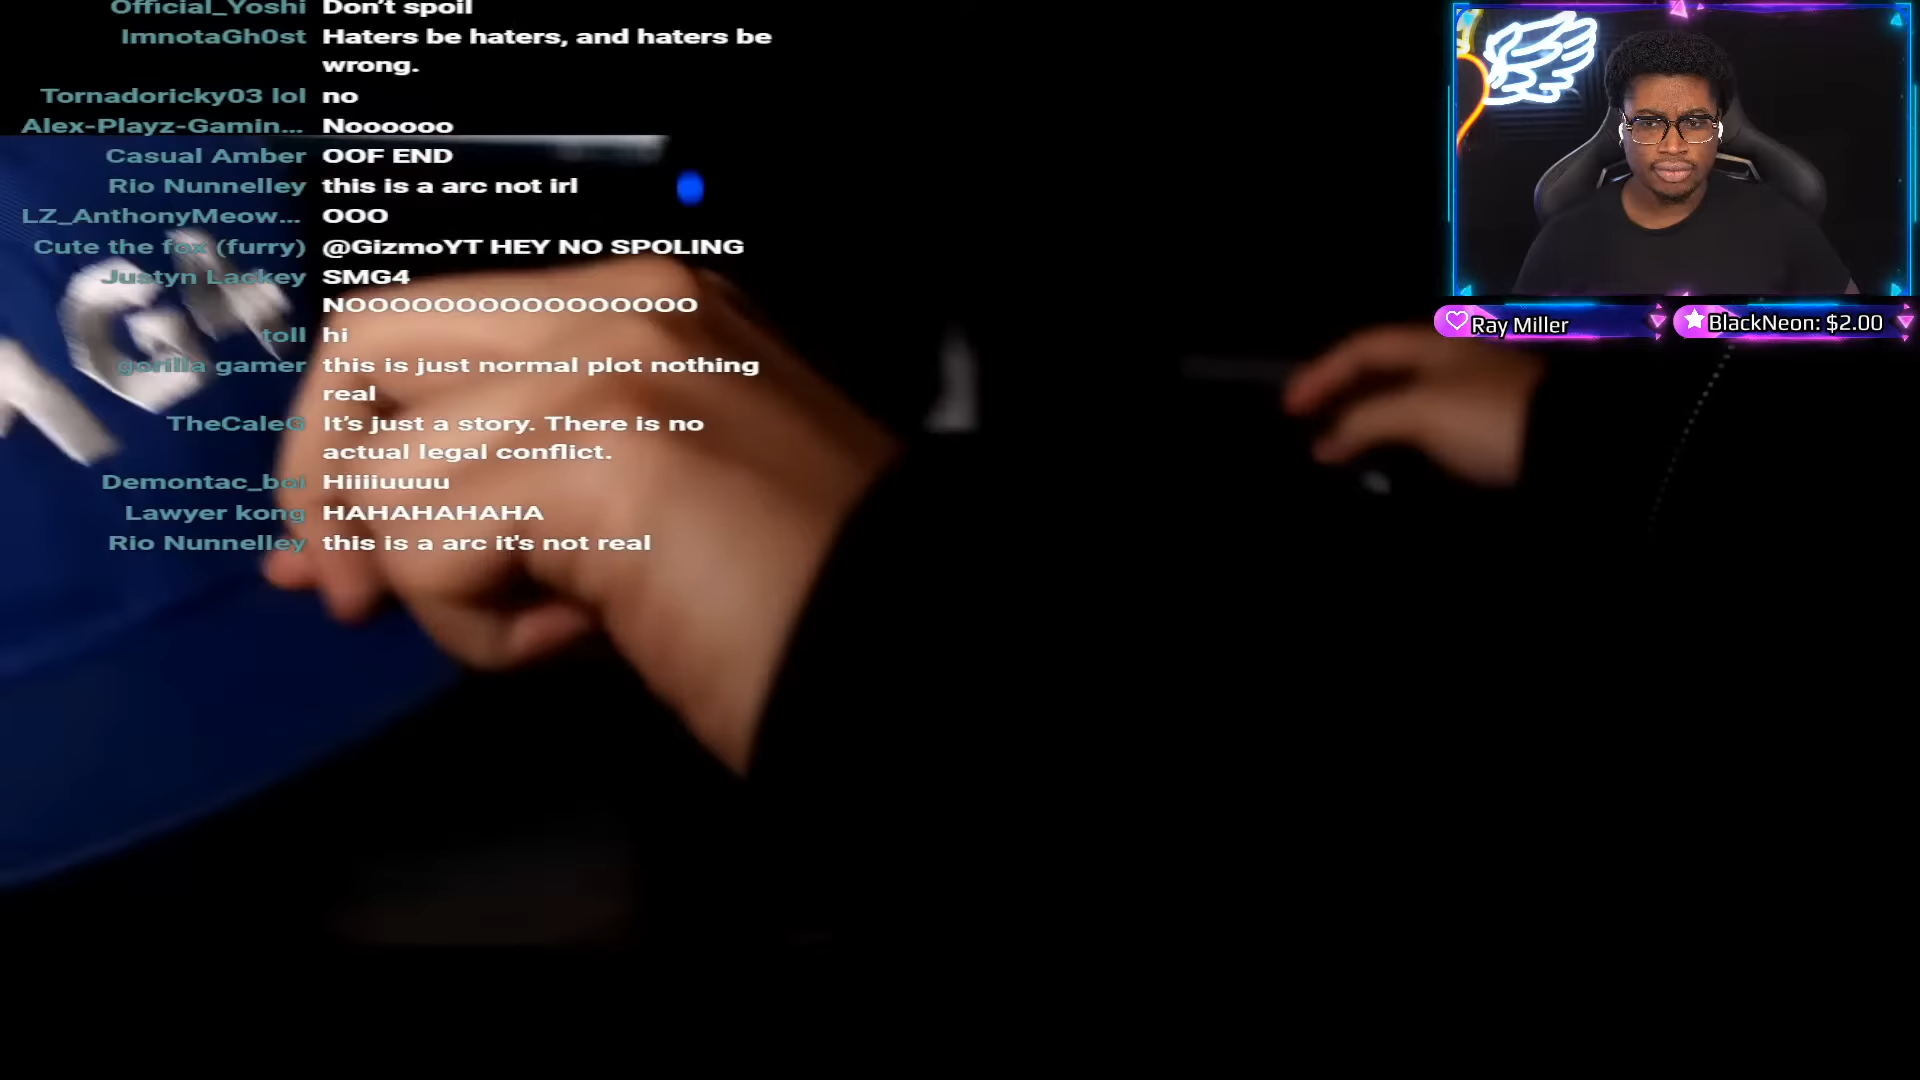 Official_Yoshi Don't spoil
ImnotaGh0st Haters be haters, and haters be
wrong.
Tornadoricky03 lol no
Alex-Playz-Gamin... Noooooo
Casual Amber OOF END
Rio Nunnelley this is a arc not irl
LZ_AnthonyMeow... OOO
Cute the fox (furry) @GizmoYT HEY NO SPOLING
Justyn Lackey SMG4
NOOOOOOOOOOOOOOOO
toll hi
gorilla gamer this is just normal plot nothing
real
TheCaleG It's just a story. There is no
actual legal conflict.
Demontac_boi Hiiiiuuuu
Lawyer kong HAHAHAHAHA
Rio Nunnelley this is a arc it's not real
Ray Miller
BlackNeon: $2.00